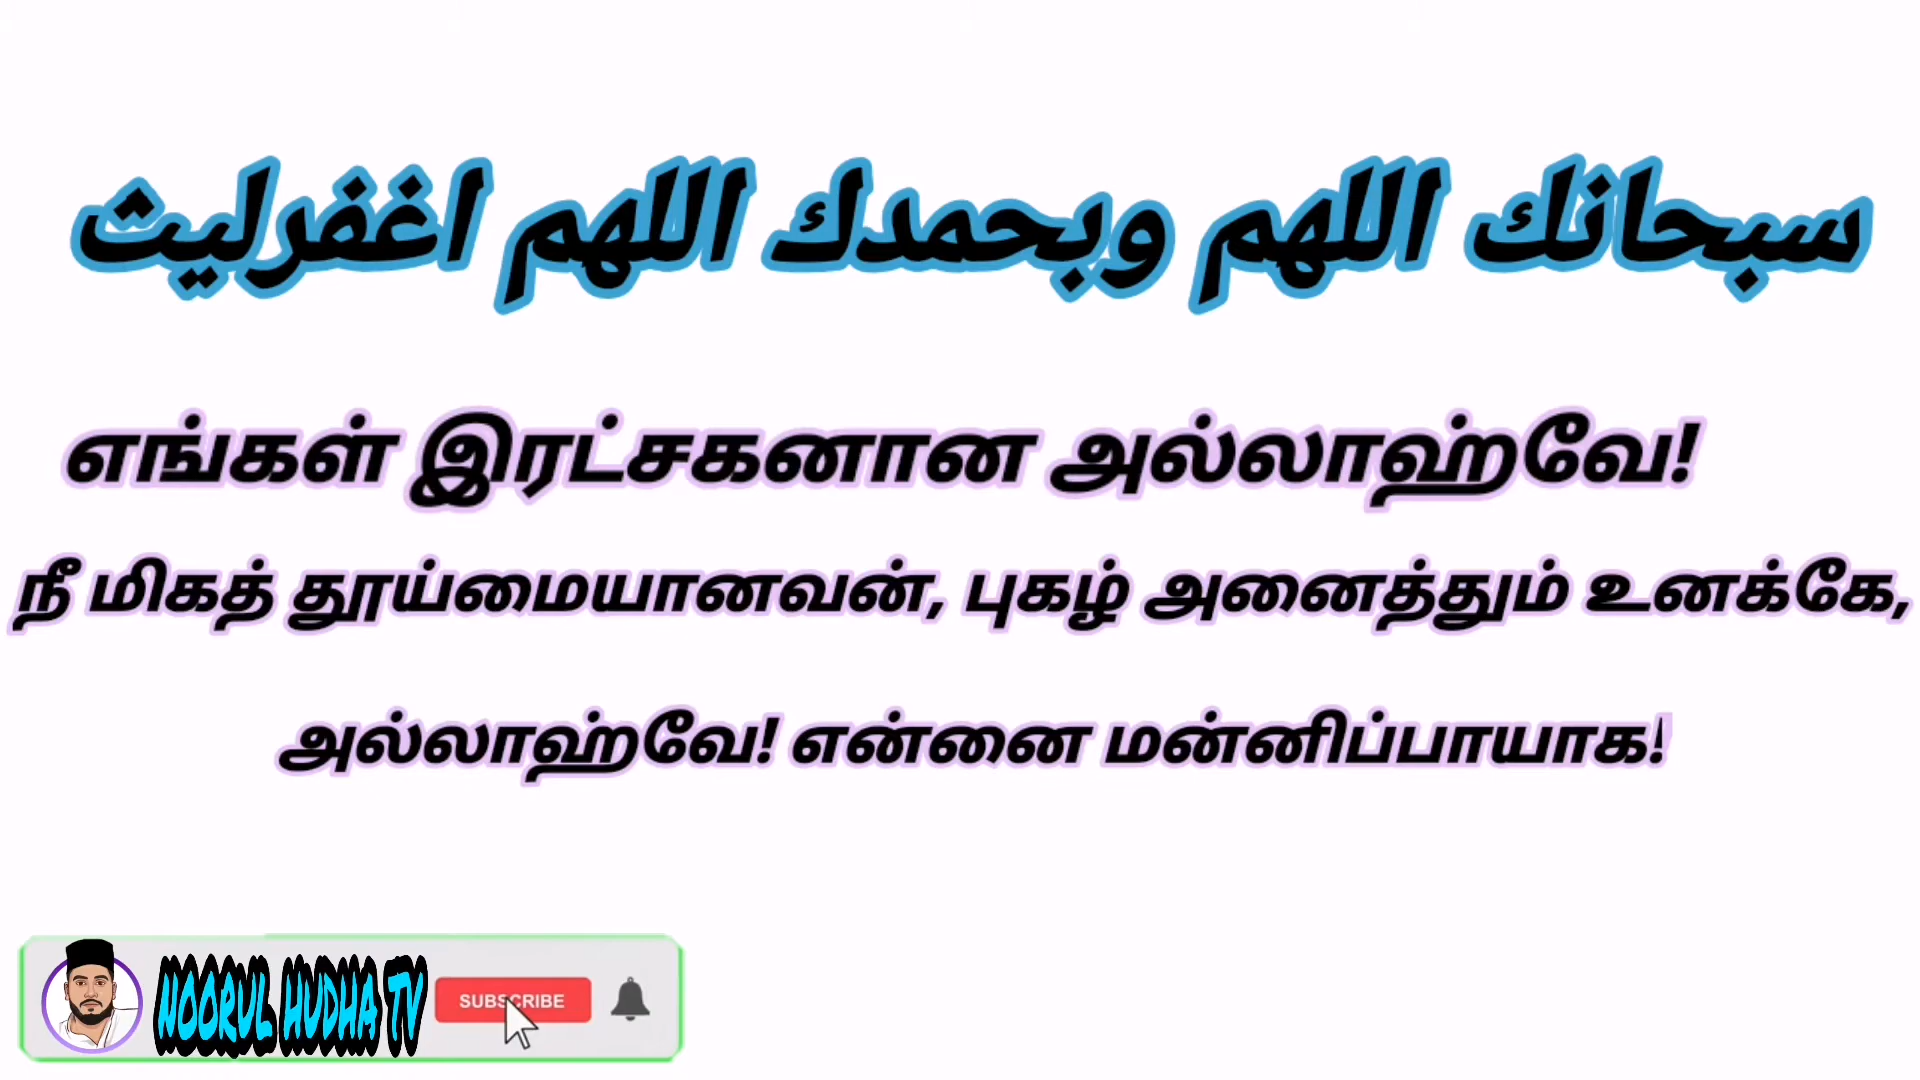 سبحانك اللهم وبحمدك اللهم اغفرليث
எங்கள் இரட்சகனான அல்லாஹ்வே!
நீ மிகத் தூய்மையானவன், புகழ் அனைத்தும் உனக்கே,
அல்லாஹ்வே! என்னை மன்னிப்பாயாக!
NOORUL HUDHA TV
SUBSCRIBE